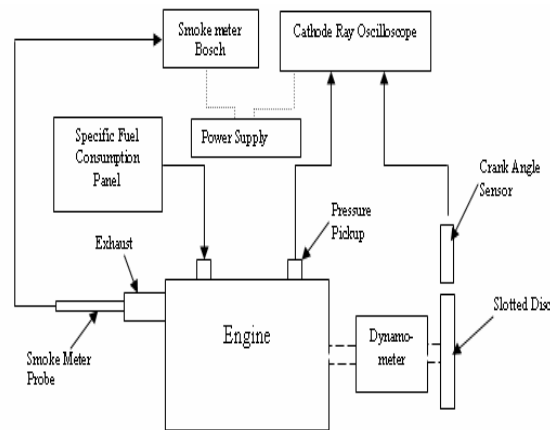 Smoke meter
Bosch
Cathode Ray Oscilloscope
Specific Fuel
Consumption
Panel
Power Supply
Crank Angle
Sensor
Pressure
Pickup
Exhaust
Engine
Dynamo-
meter
Slotted Disc
Smoke Meter
Probe